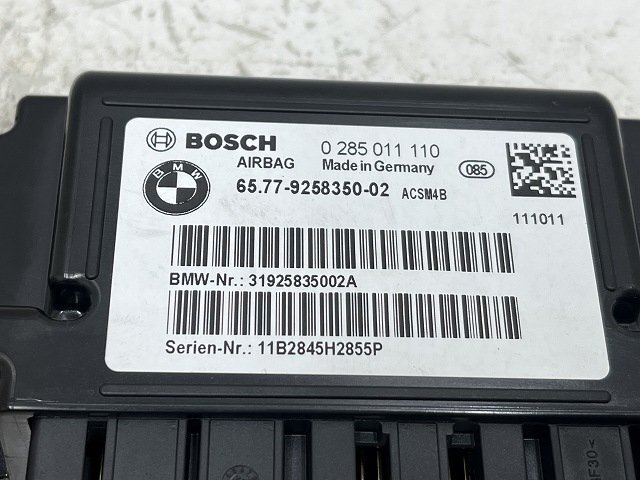 BOSCH 0 285 011 110
AIRBAG Made in Germany 085
BMW 65.77-9258350-02 ACSM4B
111011
BMW-Nr.: 31925835002A
Serien-Nr.: 11B2845H2855P